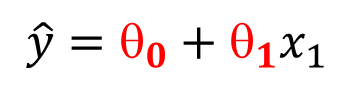 ŷ = θ₀ + θ₁x₁